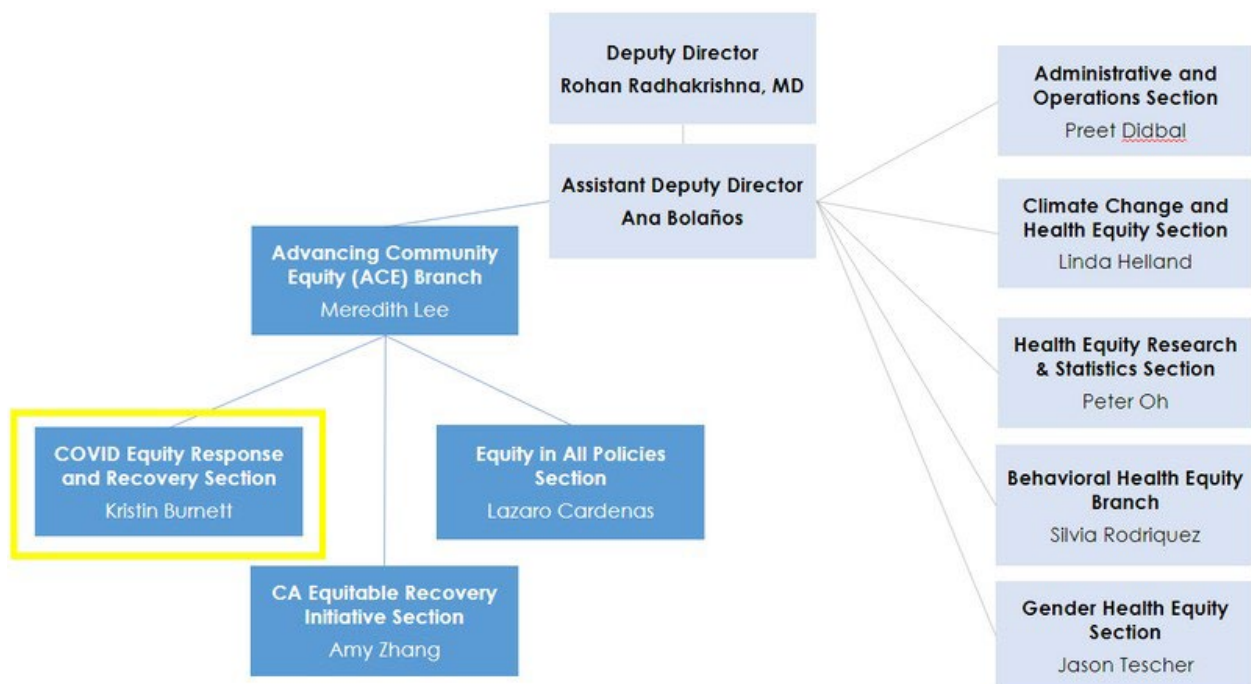 Deputy Director
Rohan Radhakrishna, MD
Assistant Deputy Director
Ana Bolaños
Advancing Community
Equity (ACE) Branch
Meredith Lee
COVID Equity Response
and Recovery Section
Kristin Burnett
Equity in All Policies
Section
Lazaro Cardenas
CA Equitable Recovery
Initiative Section
Amy Zhang
Administrative and
Operations Section
Preet Didbal
Climate Change and
Health Equity Section
Linda Helland
Health Equity Research
& Statistics Section
Peter Oh
Behavioral Health Equity
Branch
Silvia Rodriquez
Gender Health Equity
Section
Jason Tescher